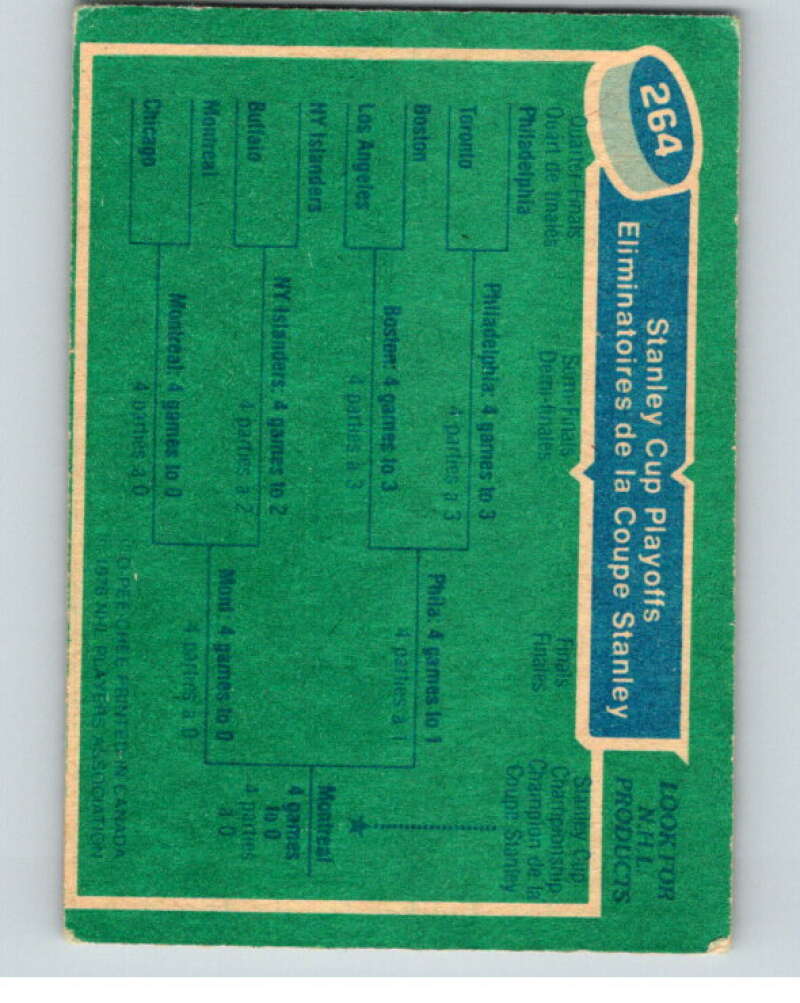 264
Stanley Cup Playoffs
Eliminatoires de la Coupe Stanley
LOOK FOR
N.H.L.
PRODUCTS
Quarter-Finals
Quart de finales
Semi-Finals
Demi-finales
Finals
Finales
Stanley Cup
Championship
Champion de la
Coupe Stanley
Philadelphia
Toronto
Philadelphia: 4 games to 3
4 parties à 3
Boston
Los Angeles
Boston: 4 games to 3
4 parties à 3
Phila: 4 games to 1
4 parties à 1
NY Islanders
Buffalo
NY Islanders: 4 games to 2
4 parties à 2
Montreal
Chicago
Montreal: 4 games to 0
4 parties à 0
Mont: 4 games to 0
4 parties à 0
Montreal
4 games
to 0
4 parties
à 0
O-PEE-CHEE PRINTED IN CANADA
1976 NHL PLAYERS' ASSOCIATION